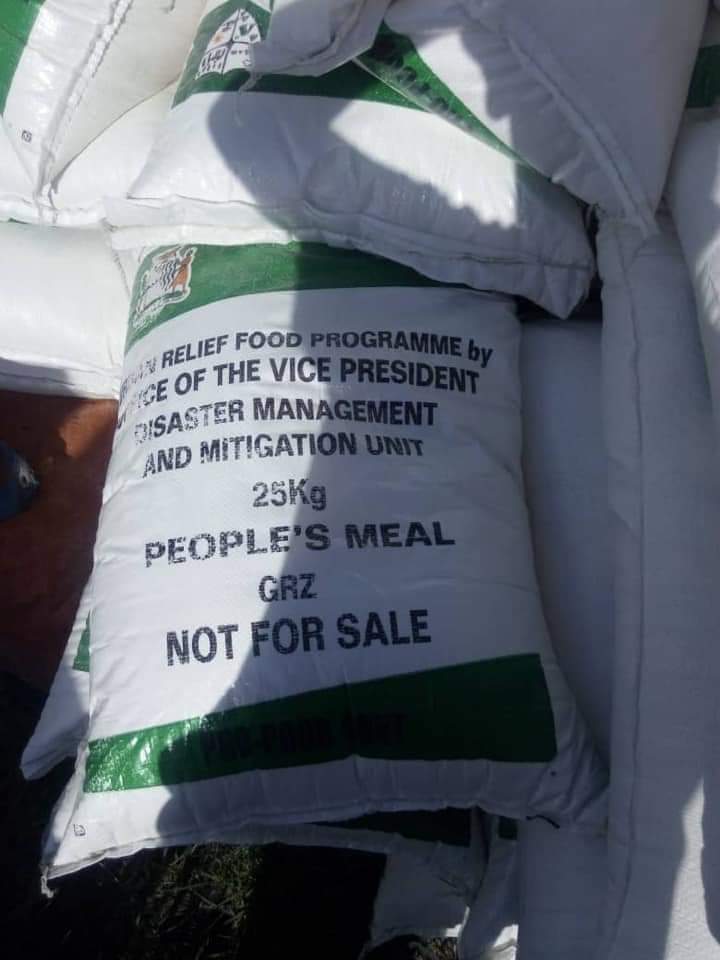 RELIEF FOOD PROGRAMME by
OF THE VICE PRESIDENT
DISASTER MANAGEMENT
AND MITIGATION UNIT
25Kg
PEOPLE'S MEAL
GRZ
NOT FOR SALE